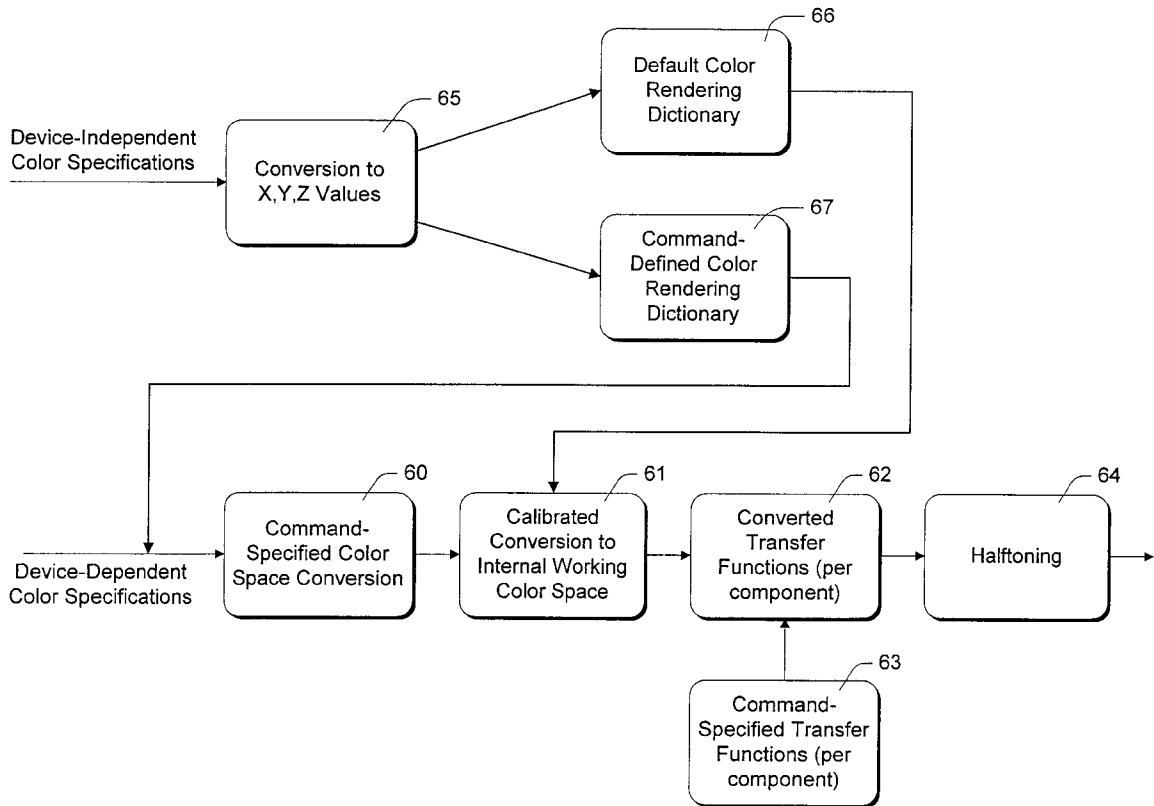 66
Default Color
Rendering
Dictionary
65
Device-Independent
Color Specifications
Conversion to
X,Y,Z Values
67
Command-
Defined Color
Rendering
Dictionary
60
Command-
Specified Color
Space Conversion
Device-Dependent
Color Specifications
61
Calibrated
Conversion to
Internal Working
Color Space
62
Converted
Transfer
Functions (per
component)
64
Halftoning
63
Command-
Specified Transfer
Functions (per
component)